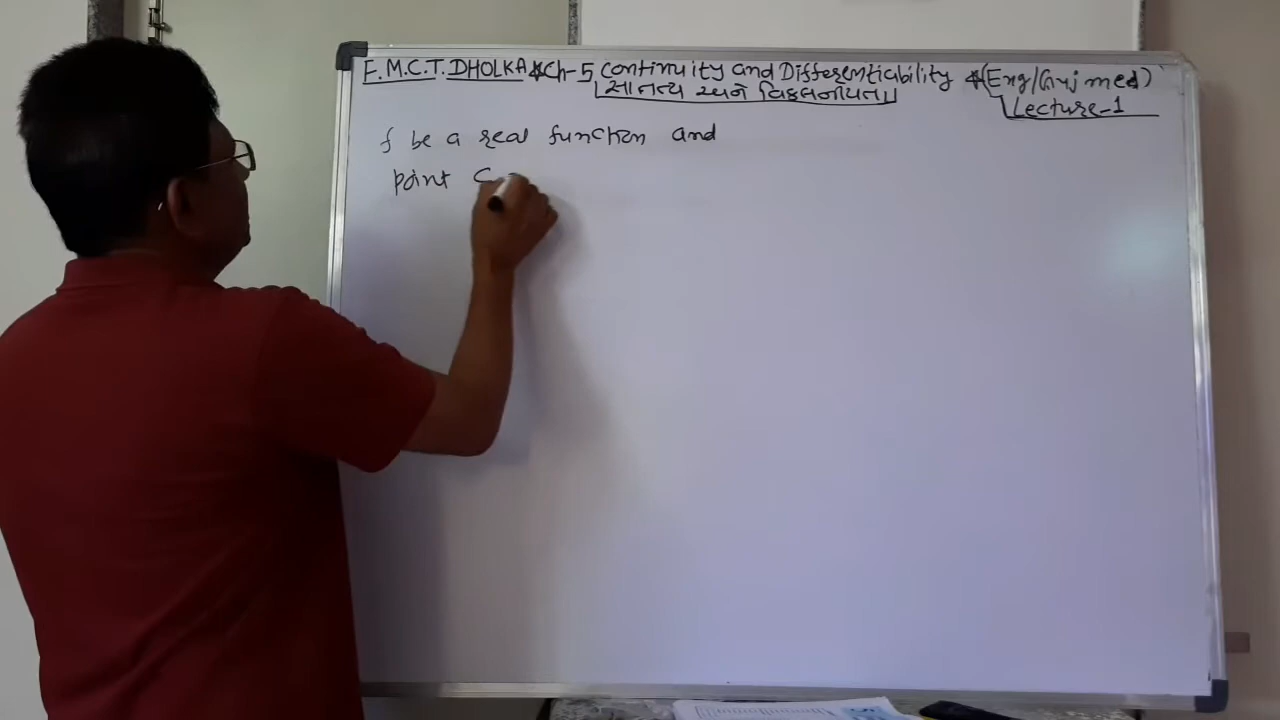 F.M.C.T. DHOLKA * Ch-5 Continuity and Differentiability * (Eng/Guj med)
સાતત્ય અને વિકલનીયતા
Lecture-1
f be a real function and
point C